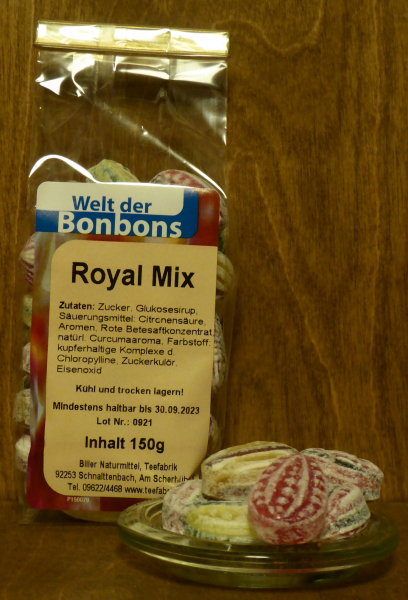 Welt der
Bonbons
Royal Mix
Zutaten: Zucker, Glukosesirup,
Säuerungsmittel: Citronensäure,
Aromen, Rote Betesaftkonzentrat,
natürl. Curcumaaroma, Farbstoff:
kupferhaltige Komplexe d.
Chloropylline, Zuckerkulör,
Eisenoxid
Kühl und trocken lagern!
Mindestens haltbar bis 30.09.2023
Lot Nr.: 0921
Inhalt 150g
Biller Naturmittel, Teefabrik
92253 Schnaittenbach, Am Scherhübel
Tel. 09622/4468 www.teefab
P150079